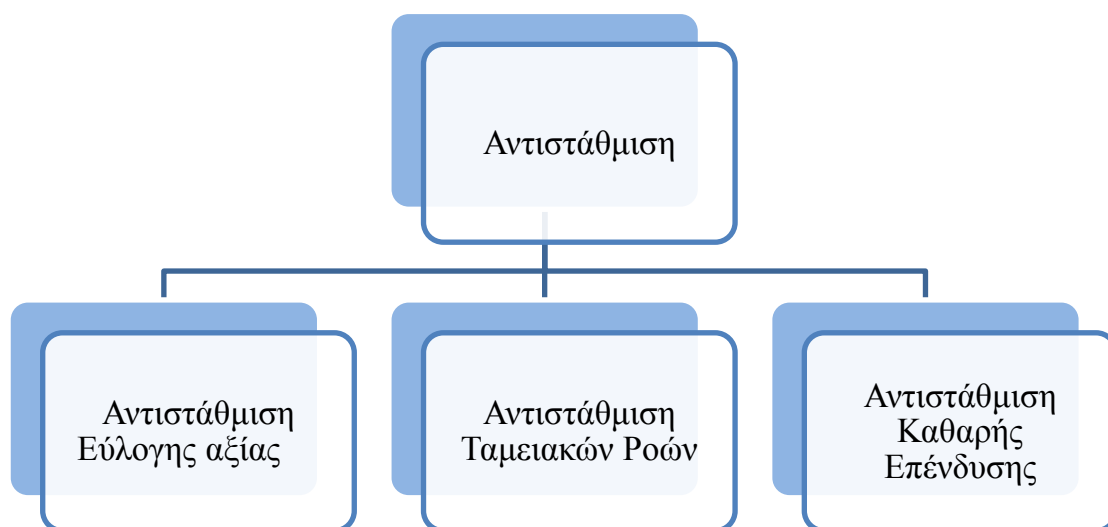 Αντιστάθμιση
Αντιστάθμιση
Εύλογης αξίας
Αντιστάθμιση
Ταμειακών Ροών
Αντιστάθμιση
Καθαρής
Επένδυσης